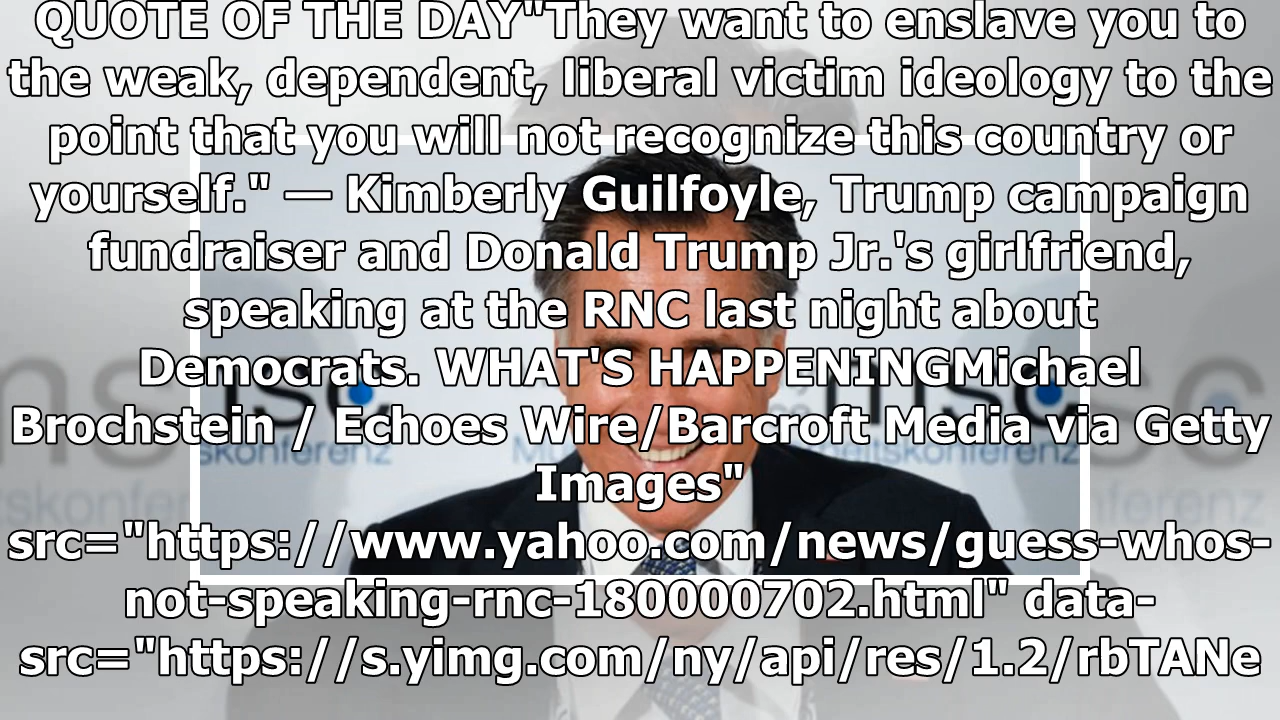 QUOTE OF THE DAY"They want to enslave you to
the weak, dependent, liberal victim ideology to the
point that you will not recognize this country or
yourself." — Kimberly Guilfoyle, Trump campaign
fundraiser and Donald Trump Jr.'s girlfriend,
speaking at the RNC last night about
Democrats. WHAT'S HAPPENINGMichael
Brochstein / Echoes Wire/Barcroft Media via Getty
Images"
src="https://www.yahoo.com/news/guess-whos-
not-speaking-rnc-180000702.html" data-
src="https://s.yimg.com/ny/api/res/1.2/rbTANe